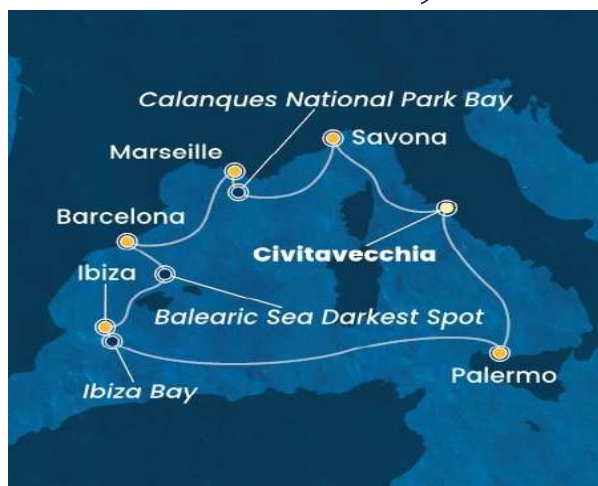 Calanques National Park Bay
Savona
Marseille
Barcelona
Civitavecchia
Ibiza
Balearic Sea Darkest Spot
Palermo
Ibiza Bay